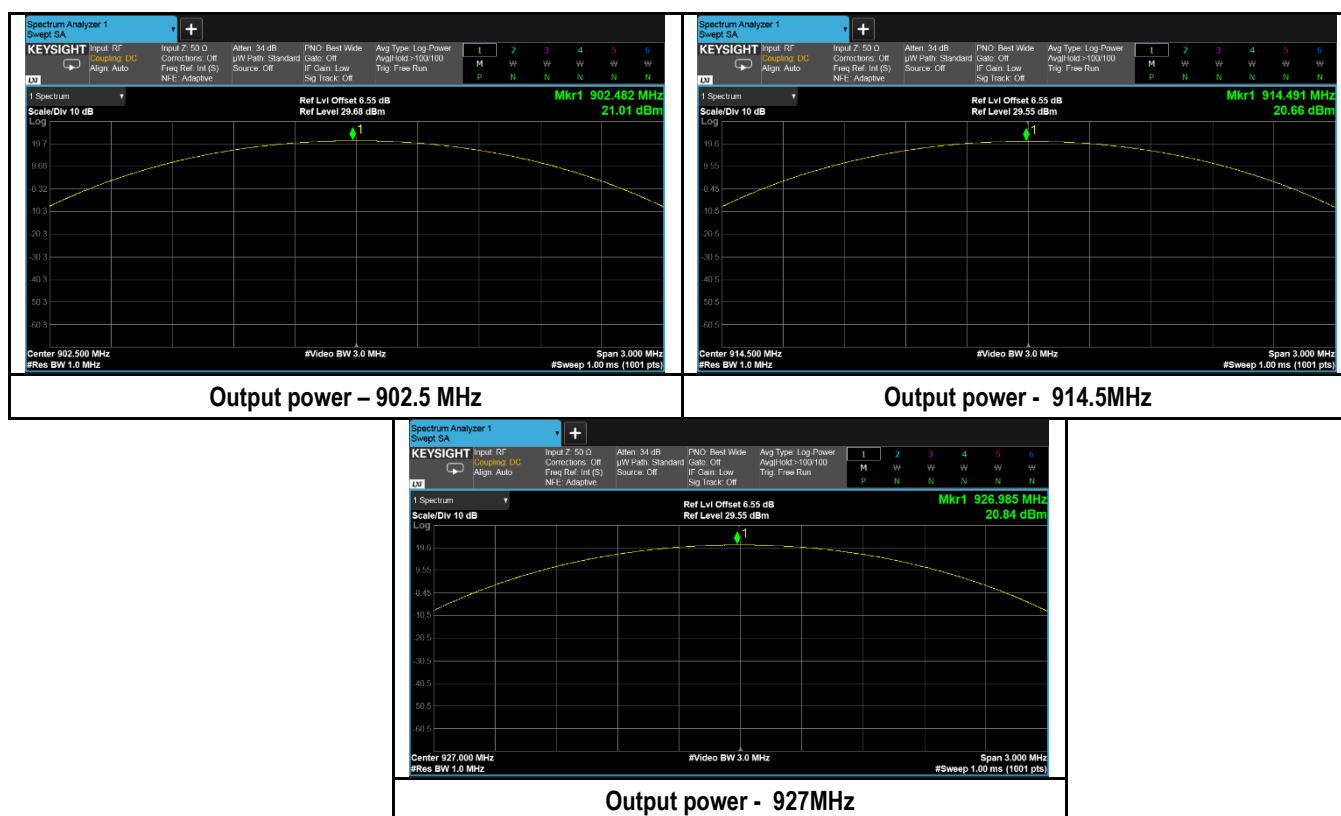 Spectrum Analyzer 1
Swept SA
+
KEYSIGHT
Input: RF
Coupling: DC
Align: Auto
Input Z: 50 Ω
Corrections: Off
Freq Ref: Int (S)
NFE: Adaptive
Atten: 34 dB
µW Path: Standard
Source: Off
PNO: Best Wide
Gate: Off
IF Gain: Low
Sig Track: Off
Avg Type: Log-Power
Avg|Hold:>100/100
Trig: Free Run
1 2 3 4 5 6
M W W W W W
P N N N N N
LXI
1 Spectrum
Scale/Div 10 dB
Log
Ref Lvl Offset 6.55 dB
Ref Level 29.68 dBm
Mkr1 902.482 MHz
21.01 dBm
1
19.7
9.68
-0.32
-10.3
-20.3
-30.3
-40.3
-50.3
-60.3
Center 902.500 MHz
#Res BW 1.0 MHz
#Video BW 3.0 MHz
Span 3.000 MHz
#Sweep 1.00 ms (1001 pts)
Output power – 902.5 MHz
Spectrum Analyzer 1
Swept SA
+
KEYSIGHT
Input: RF
Coupling: DC
Align: Auto
Input Z: 50 Ω
Corrections: Off
Freq Ref: Int (S)
NFE: Adaptive
Atten: 34 dB
µW Path: Standard
Source: Off
PNO: Best Wide
Gate: Off
IF Gain: Low
Sig Track: Off
Avg Type: Log-Power
Avg|Hold:>100/100
Trig: Free Run
1 2 3 4 5 6
M W W W W W
P N N N N N
LXI
1 Spectrum
Scale/Div 10 dB
Log
Ref Lvl Offset 6.55 dB
Ref Level 29.55 dBm
Mkr1 914.491 MHz
20.66 dBm
1
19.6
9.55
-0.45
-10.5
-20.5
-30.5
-40.5
-50.5
-60.5
Center 914.500 MHz
#Res BW 1.0 MHz
#Video BW 3.0 MHz
Span 3.000 MHz
#Sweep 1.00 ms (1001 pts)
Output power - 914.5MHz
Spectrum Analyzer 1
Swept SA
+
KEYSIGHT
Input: RF
Coupling: DC
Align: Auto
Input Z: 50 Ω
Corrections: Off
Freq Ref: Int (S)
NFE: Adaptive
Atten: 34 dB
µW Path: Standard
Source: Off
PNO: Best Wide
Gate: Off
IF Gain: Low
Sig Track: Off
Avg Type: Log-Power
Avg|Hold:>100/100
Trig: Free Run
1 2 3 4 5 6
M W W W W W
P N N N N N
LXI
1 Spectrum
Scale/Div 10 dB
Log
Ref Lvl Offset 6.55 dB
Ref Level 29.55 dBm
Mkr1 926.985 MHz
20.84 dBm
1
19.6
9.55
-0.45
-10.5
-20.5
-30.5
-40.5
-50.5
-60.5
Center 927.000 MHz
#Res BW 1.0 MHz
#Video BW 3.0 MHz
Span 3.000 MHz
#Sweep 1.00 ms (1001 pts)
Output power - 927MHz